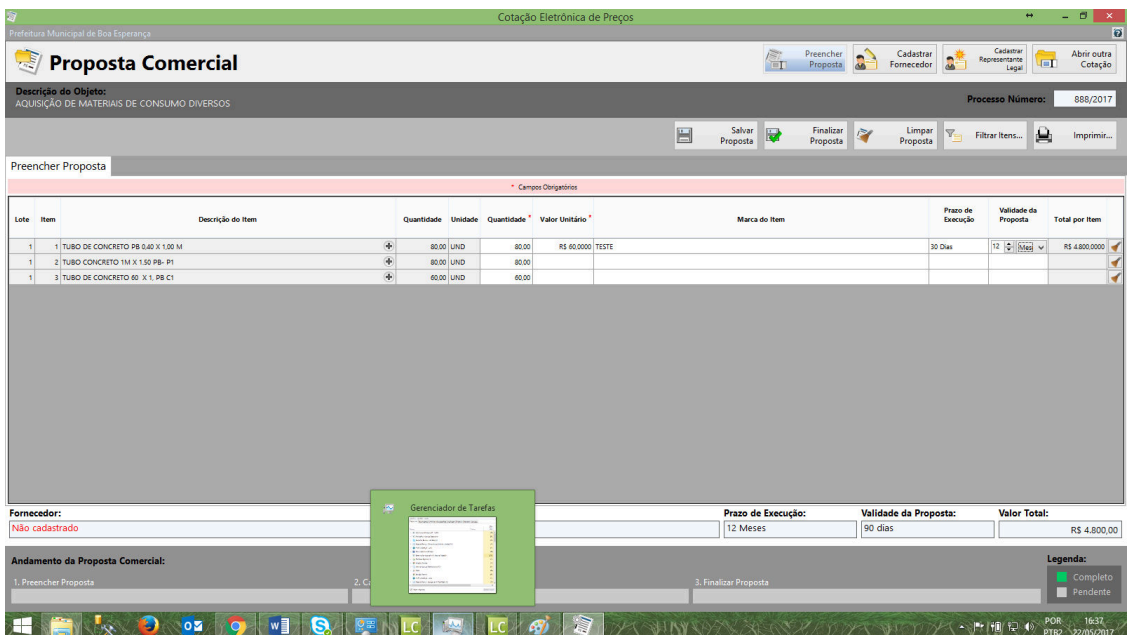 Cotação Eletrônica de Preços
Prefeitura Municipal de Boa Esperança
Proposta Comercial
Preencher
Proposta
Cadastrar
Fornecedor
Cadastrar
Representante
Legal
Abrir outra
Cotação
Descrição do Objeto:
AQUISIÇÃO DE MATERIAIS DE CONSUMO DIVERSOS
Processo Número: 888/2017
Salvar
Proposta
Finalizar
Proposta
Limpar
Proposta
Filtrar Itens...
Imprimir...
Preencher Proposta
* Campos Obrigatórios
Lote Item Descrição do Item Quantidade Unidade Quantidade * Valor Unitário * Marca do Item Prazo de Execução Validade da Proposta Total por Item
1 1 TUBO DE CONCRETO PB 0,40 X 1,00 M 80,00 UND 80,00 R$ 60,0000 TESTE 30 Dias 12 Mes R$ 4.800,0000
1 2 TUBO CONCRETO 1M X 1.50 PB- P1 80,00 UND 80,00
1 3 TUBO DE CONCRETO 60 X 1, PB C1 60,00 UND 60,00
Gerenciador de Tarefas
Fornecedor: Prazo de Execução: Validade da Proposta: Valor Total:
Não cadastrado 12 Meses 90 dias R$ 4.800,00
Andamento da Proposta Comercial: Legenda:
1. Preencher Proposta 2. 3. Finalizar Proposta
Completo
Pendente
POR 16:37
PTB2 22/05/2017